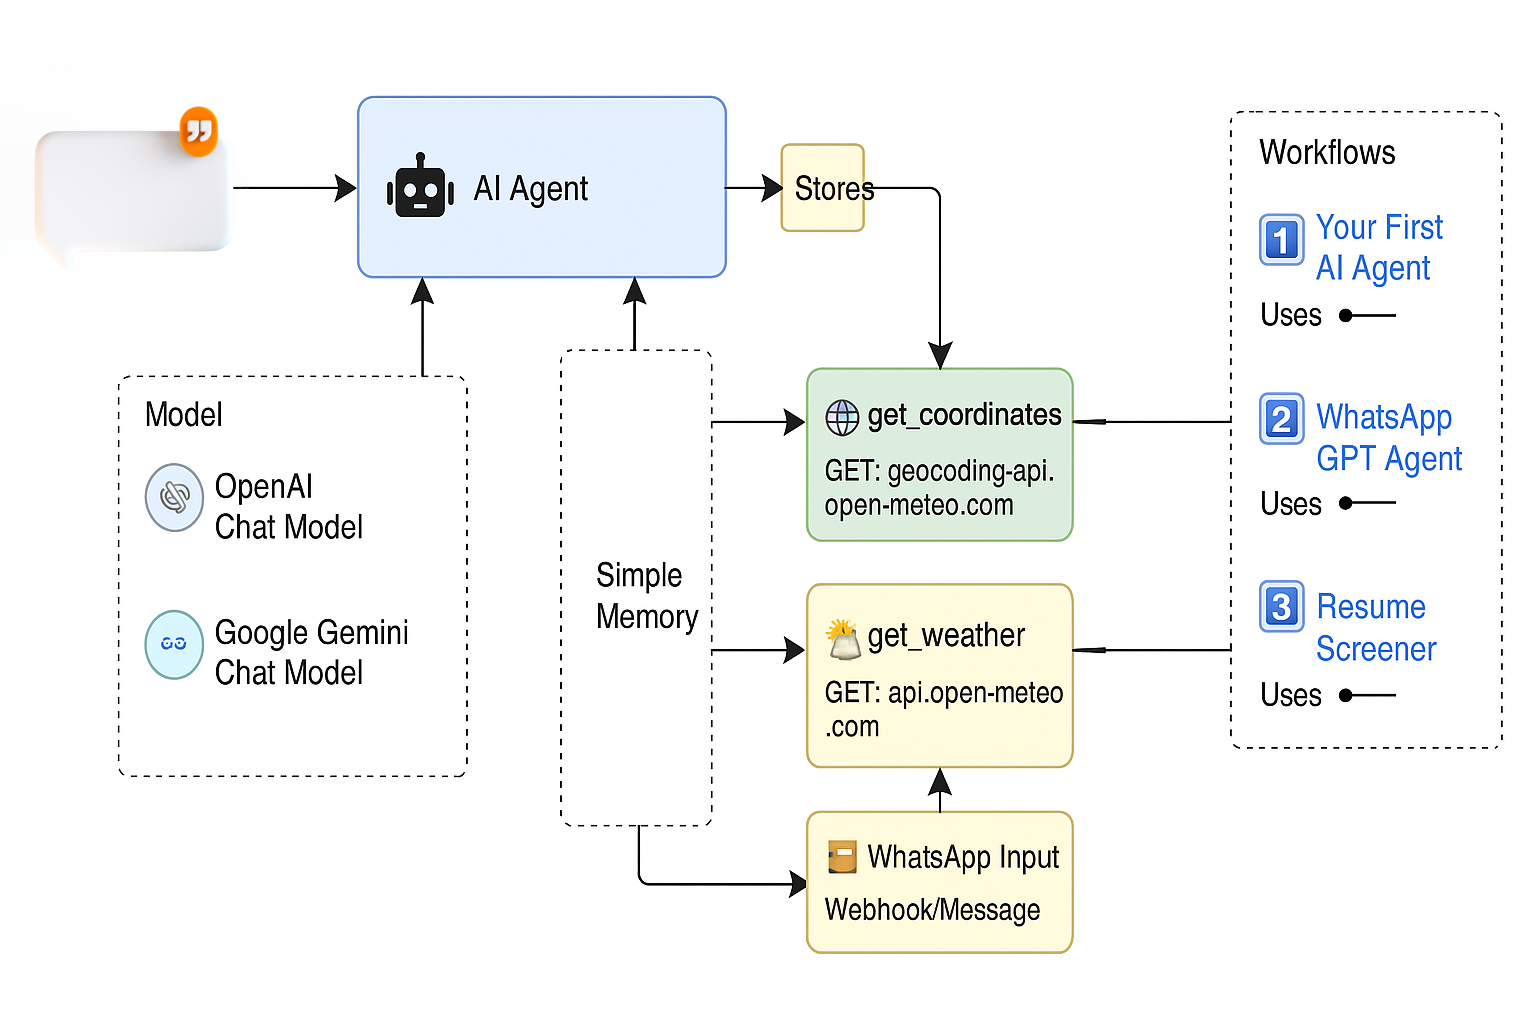 AI Agent
Stores
Model
OpenAI
Chat Model
Google Gemini
Chat Model
Simple
Memory
get_coordinates
GET: geocoding-api.
open-meteo.com
get_weather
GET: api.open-meteo
.com
WhatsApp Input
Webhook/Message
Workflows
1 Your First
AI Agent
Uses
2 WhatsApp
GPT Agent
Uses
3 Resume
Screener
Uses